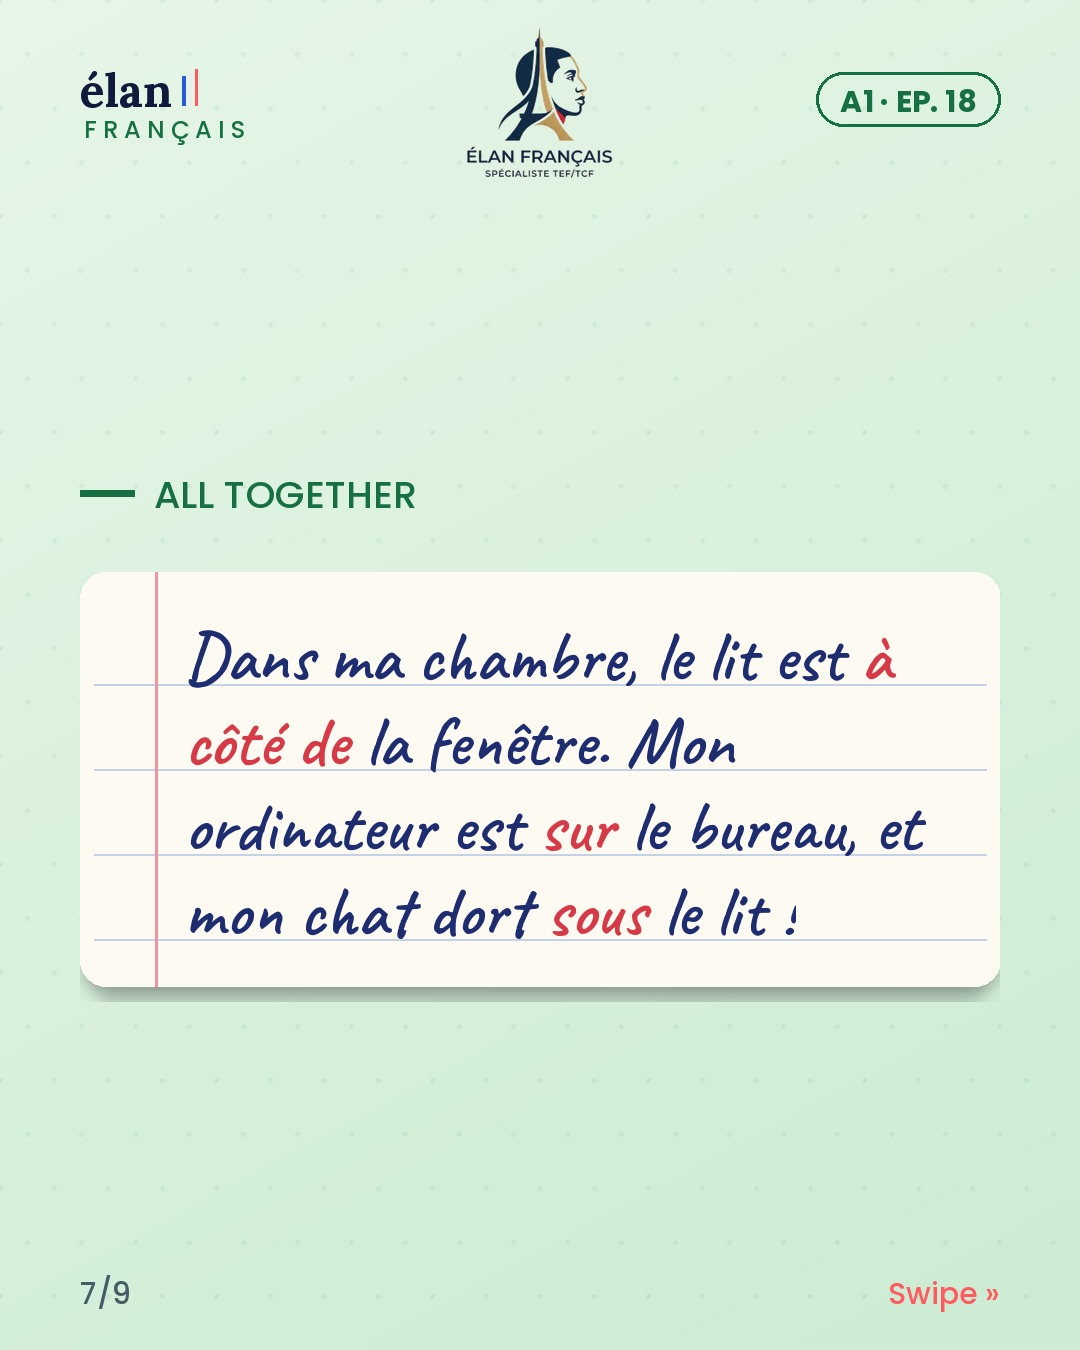 élan
FRANÇAIS
ÉLAN FRANÇAIS
SPÉCIALISTE TEF/TCF
A1 · EP. 18
ALL TOGETHER
Dans ma chambre, le lit est à
côté de la fenêtre. Mon
ordinateur est sur le bureau, et
mon chat dort sous le lit !
7/9
Swipe »